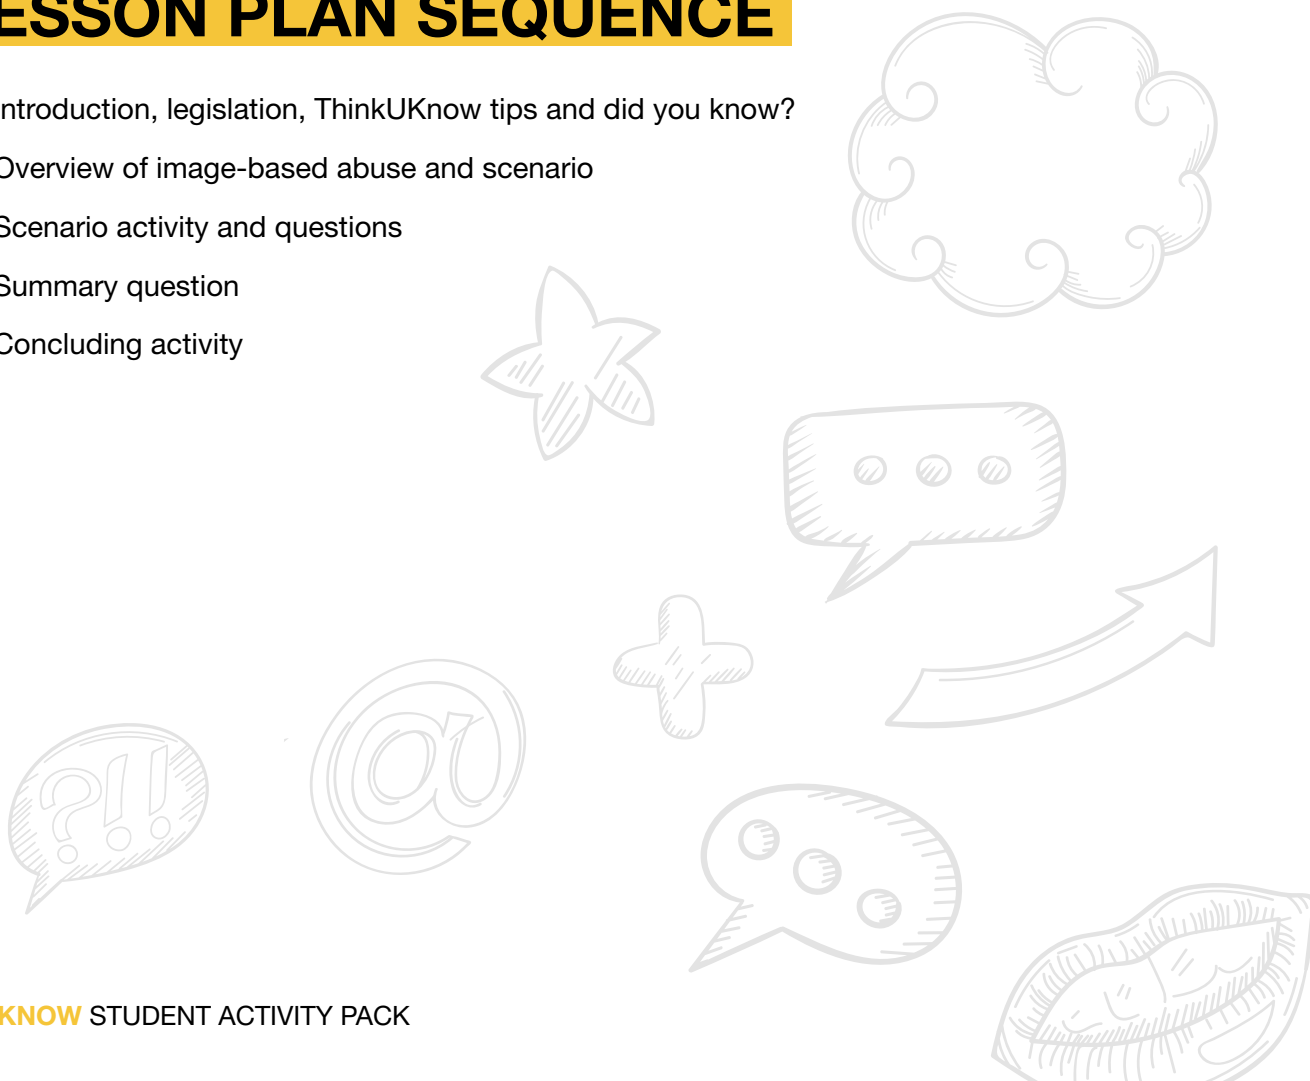 ESSON PLAN SEQUENCE
ntroduction, legislation, ThinkUKnow tips and did you know?
Overview of image-based abuse and scenario
Scenario activity and questions
Summary question
Concluding activity
@
?!!
KNOW STUDENT ACTIVITY PACK